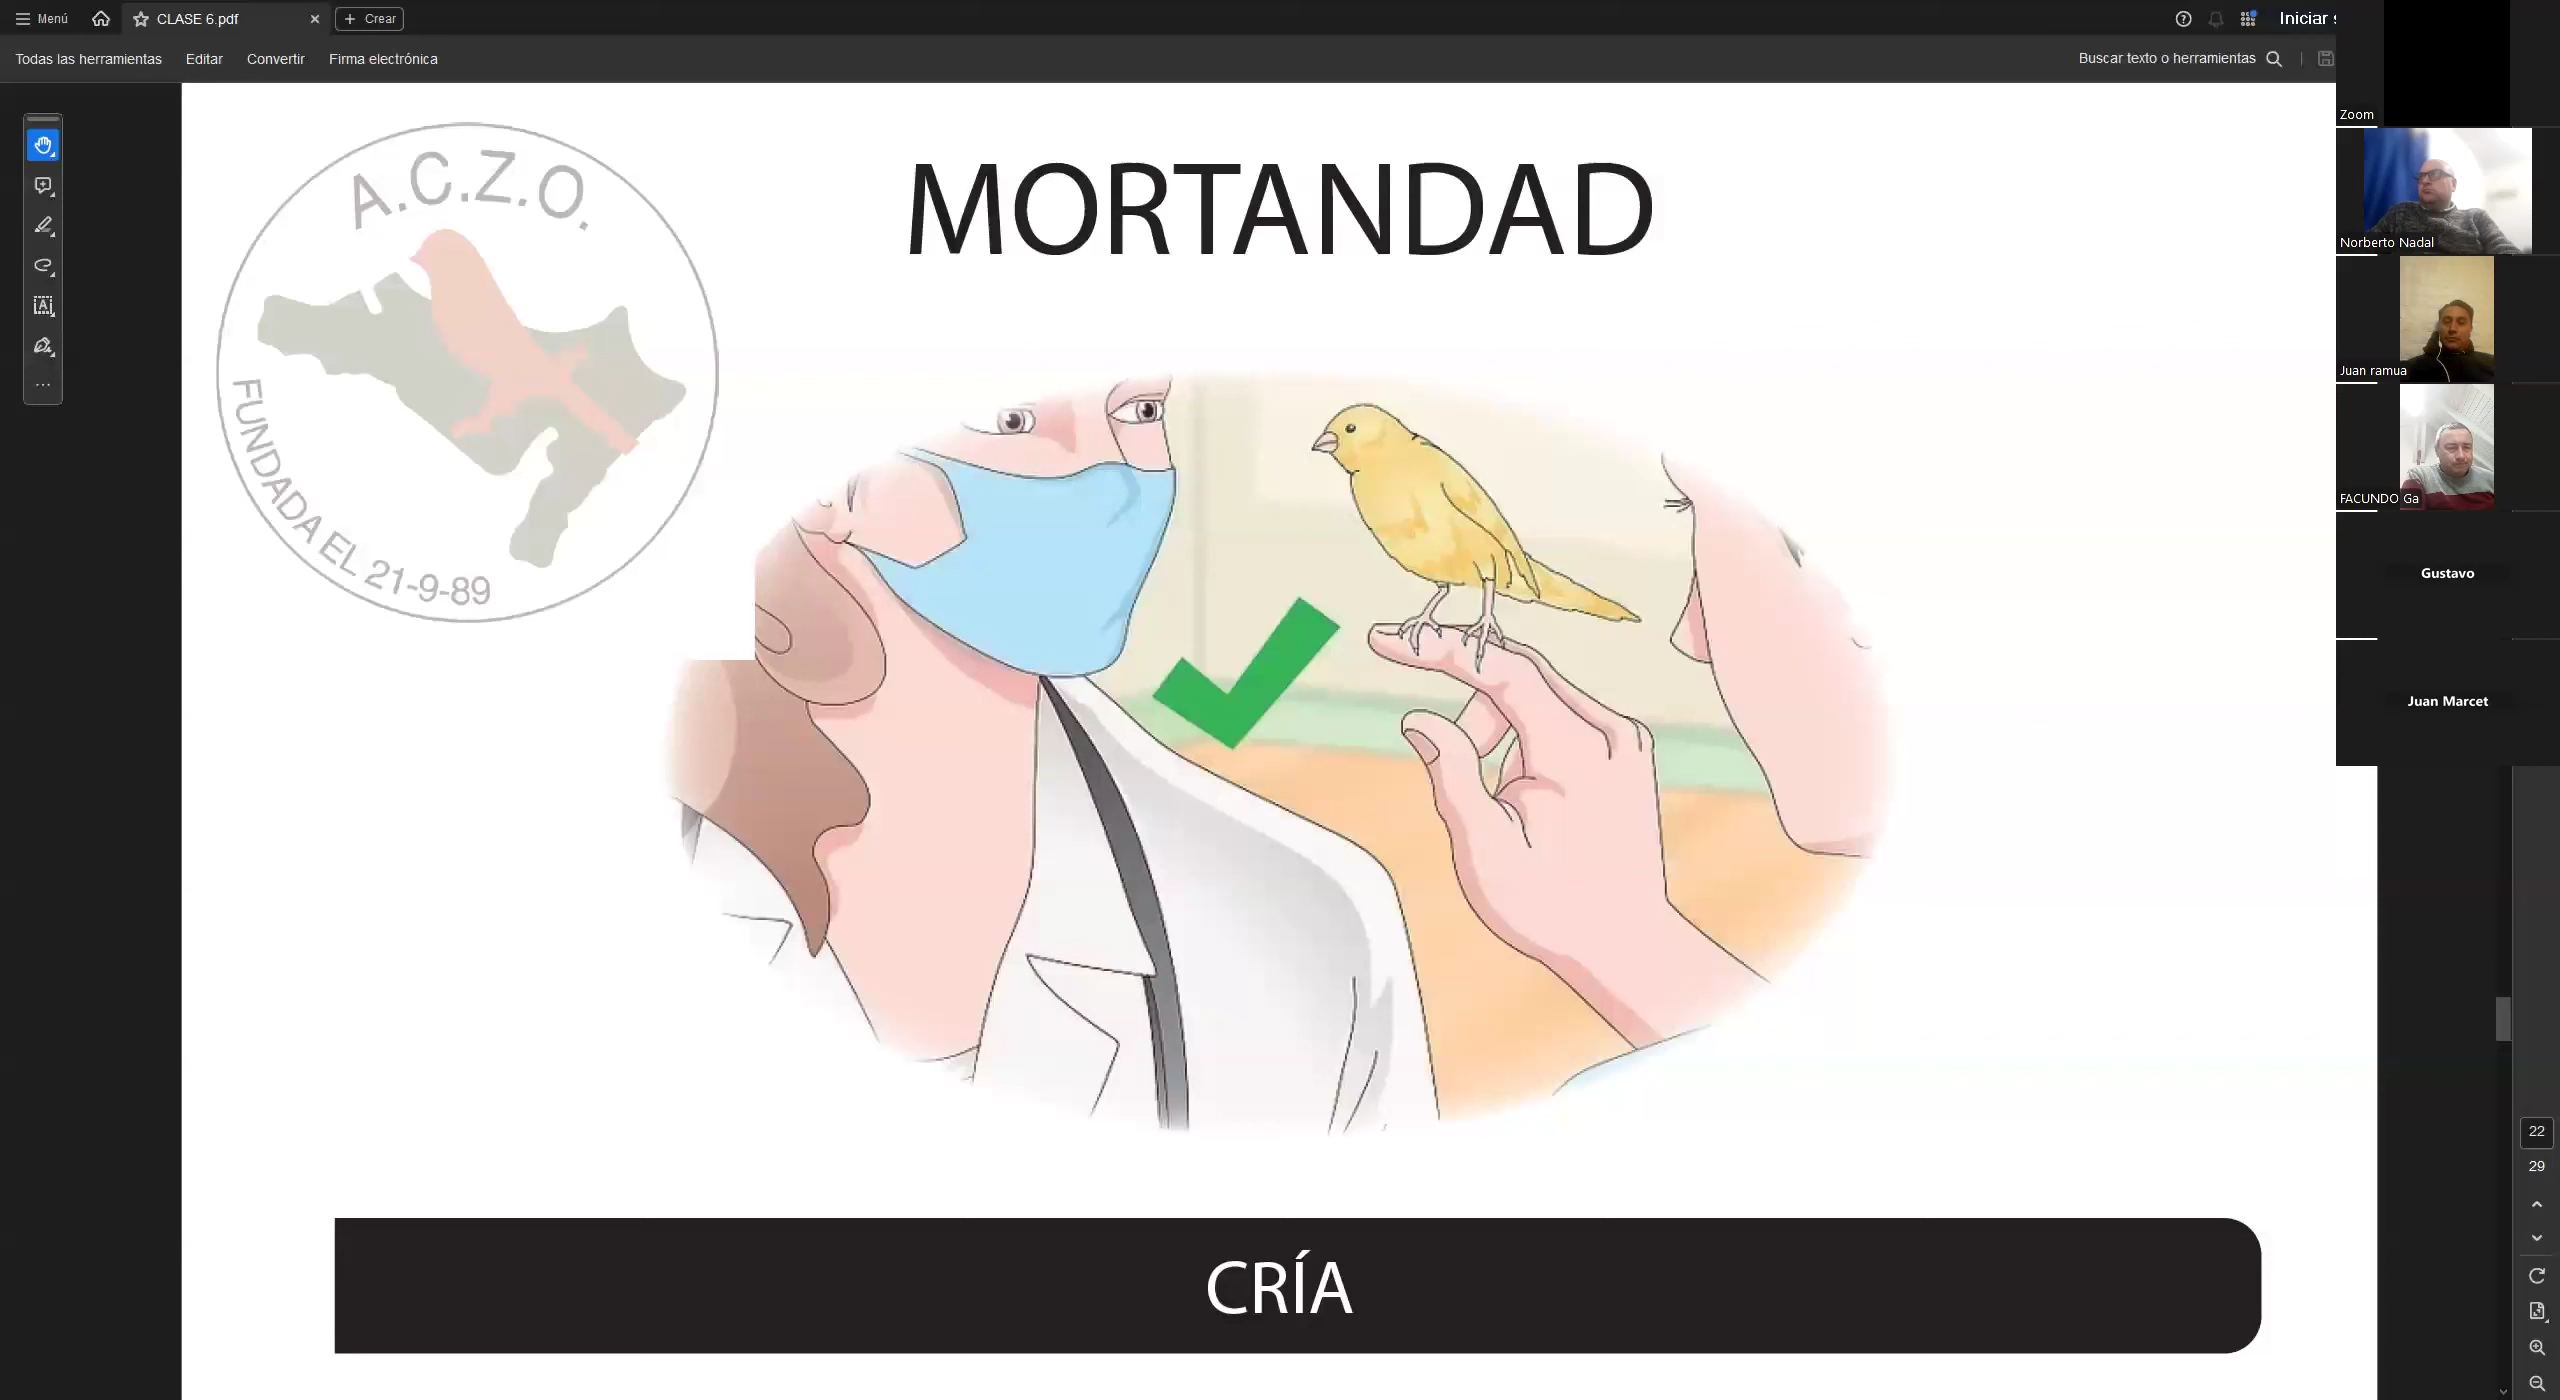 Menú
CLASE 6.pdf
Crear
Iniciar s
Todas las herramientas
Editar
Convertir
Firma electrónica
Buscar texto o herramientas
A.C.Z.O.
FUNDADA EL 21-9-89
MORTANDAD
CRÍA
Zoom
Norberto Nadal
Juan ramua
FACUNDO Ga
Gustavo
Juan Marcet
22
29